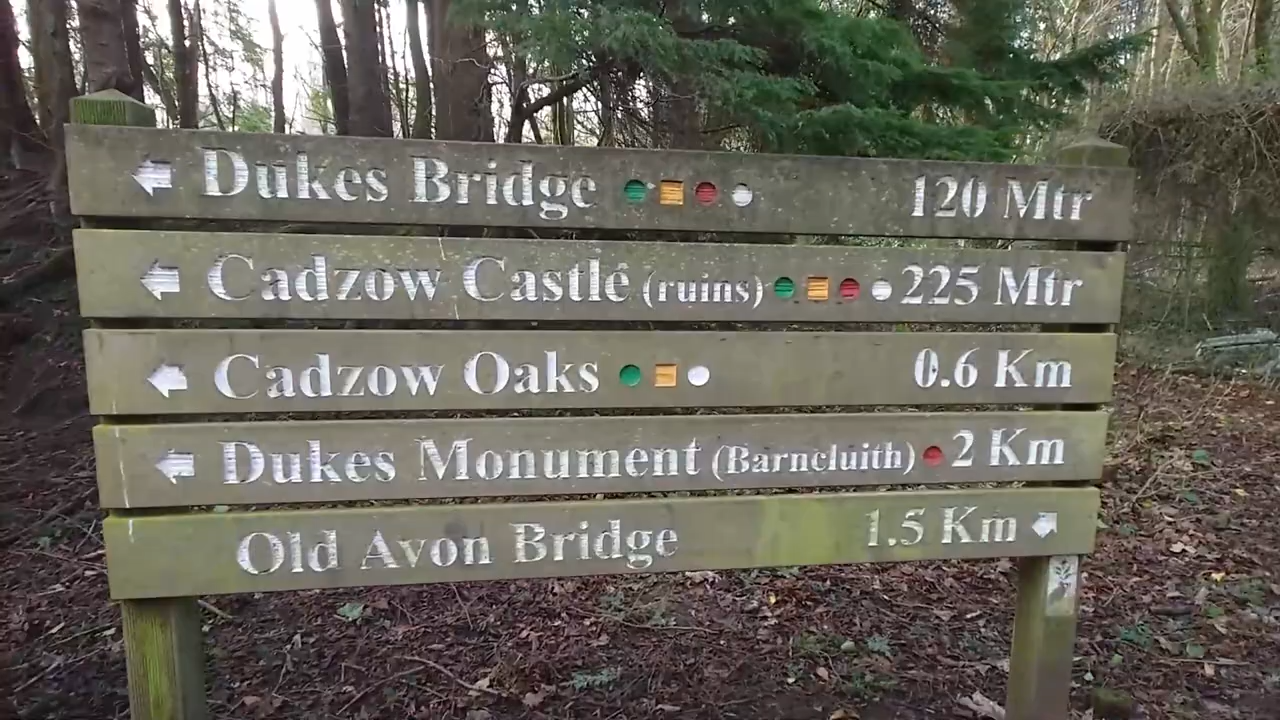 Dukes Bridge 120 Mtr
Cadzow Castle (ruins) 225 Mtr
Cadzow Oaks 0.6 Km
Dukes Monument (Barncluith) 2 Km
Old Avon Bridge 1.5 Km